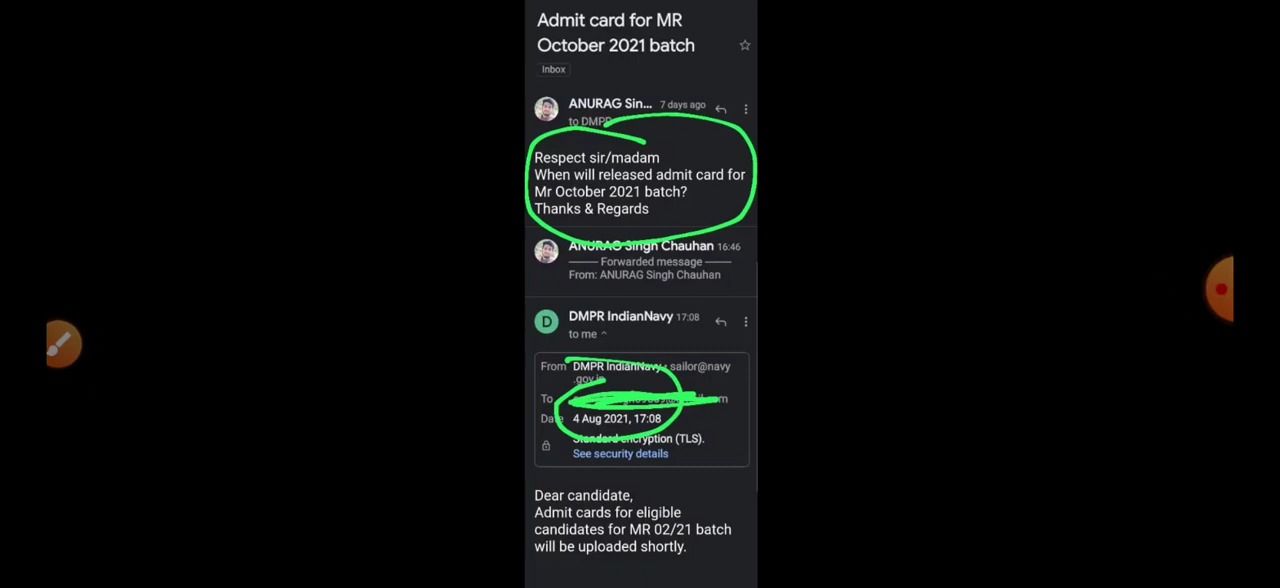 Admit card for MR
October 2021 batch
Inbox
ANURAG Sin... 7 days ago
to DMPR
Respect sir/madam
When will released admit card for
Mr October 2021 batch?
Thanks & Regards
ANURAG Singh Chauhan 16:46
Forwarded message
From: ANURAG Singh Chauhan
D
DMPR IndianNavy 17:08
to me
From DMPR IndianNavy • sailor@navy
.gov.in
To
Date 4 Aug 2021, 17:08
Standard encryption (TLS).
See security details
Dear candidate,
Admit cards for eligible
candidates for MR 02/21 batch
will be uploaded shortly.